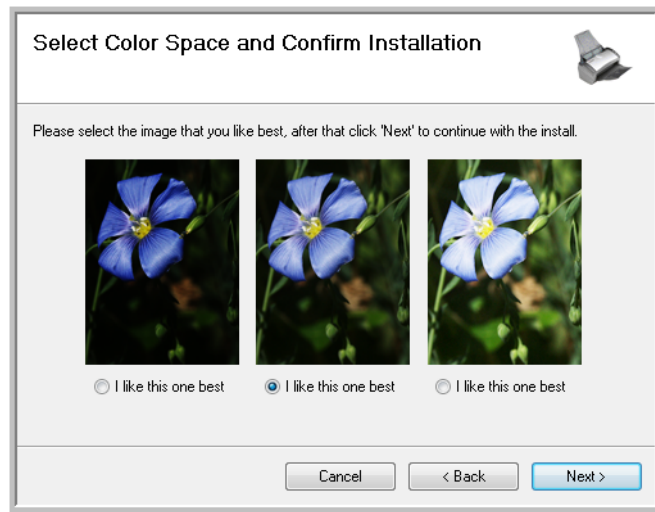 Select Color Space and Confirm Installation
Please select the image that you like best, after that click 'Next' to continue with the install.
I like this one best
I like this one best
I like this one best
Cancel
< Back
Next >